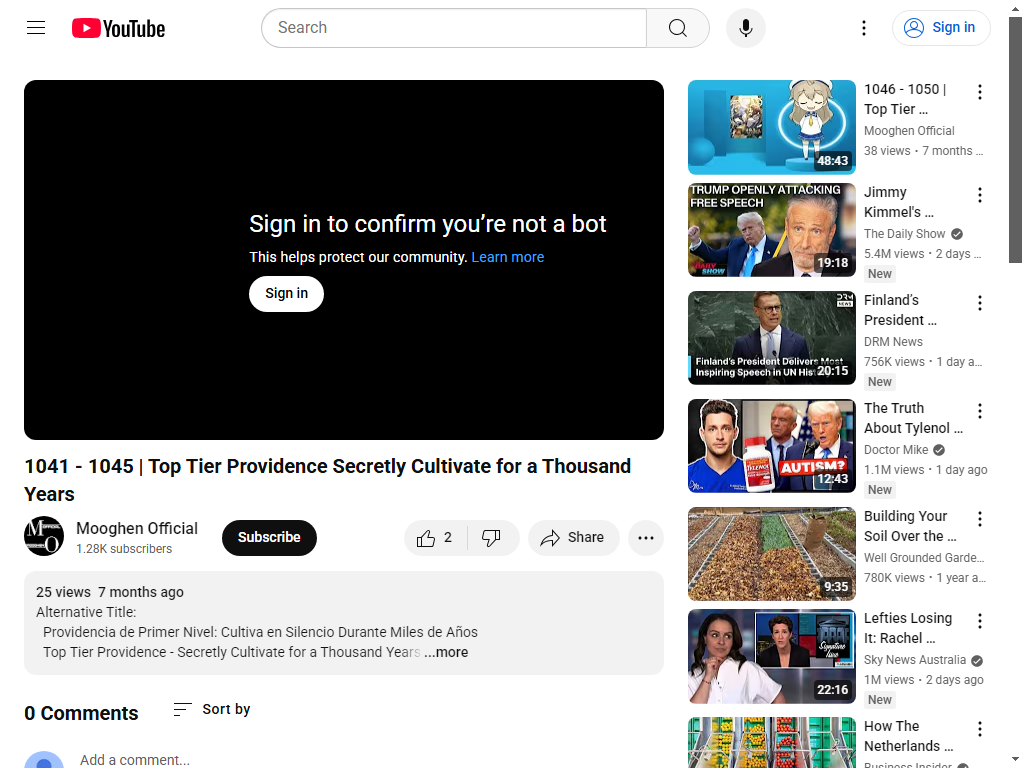 YouTube
Search
Sign in
Sign in to confirm you’re not a bot
This helps protect our community. Learn more
Sign in
1041 - 1045 | Top Tier Providence Secretly Cultivate for a Thousand
Years
Mooghen Official
1.28K subscribers
Subscribe
2
Share
25 views 7 months ago
Alternative Title:
Providencia de Primer Nivel: Cultiva en Silencio Durante Miles de Años
Top Tier Providence - Secretly Cultivate for a Thousand Years ...more
0 Comments
Sort by
Add a comment...
48:43
1046 - 1050 |
Top Tier ...
Mooghen Official
38 views • 7 months ...
TRUMP OPENLY ATTACKING
FREE SPEECH
DAILY
SHOW
19:18
Jimmy
Kimmel's ...
The Daily Show
5.4M views • 2 days ...
New
DRM
NEWS
Finland's President Delivers Most
Inspiring Speech in UN
20:15
Finland’s
President ...
DRM News
756K views • 1 day a...
New
TYLENOL
AUTISM?
12:43
The Truth
About Tylenol ...
Doctor Mike
1.1M views • 1 day ago
New
9:35
Building Your
Soil Over the ...
Well Grounded Garde...
780K views • 1 year a...
Signature
22:16
Lefties Losing
It: Rachel ...
Sky News Australia
1M views • 2 days ago
New
How The
Netherlands ...
Business Insider